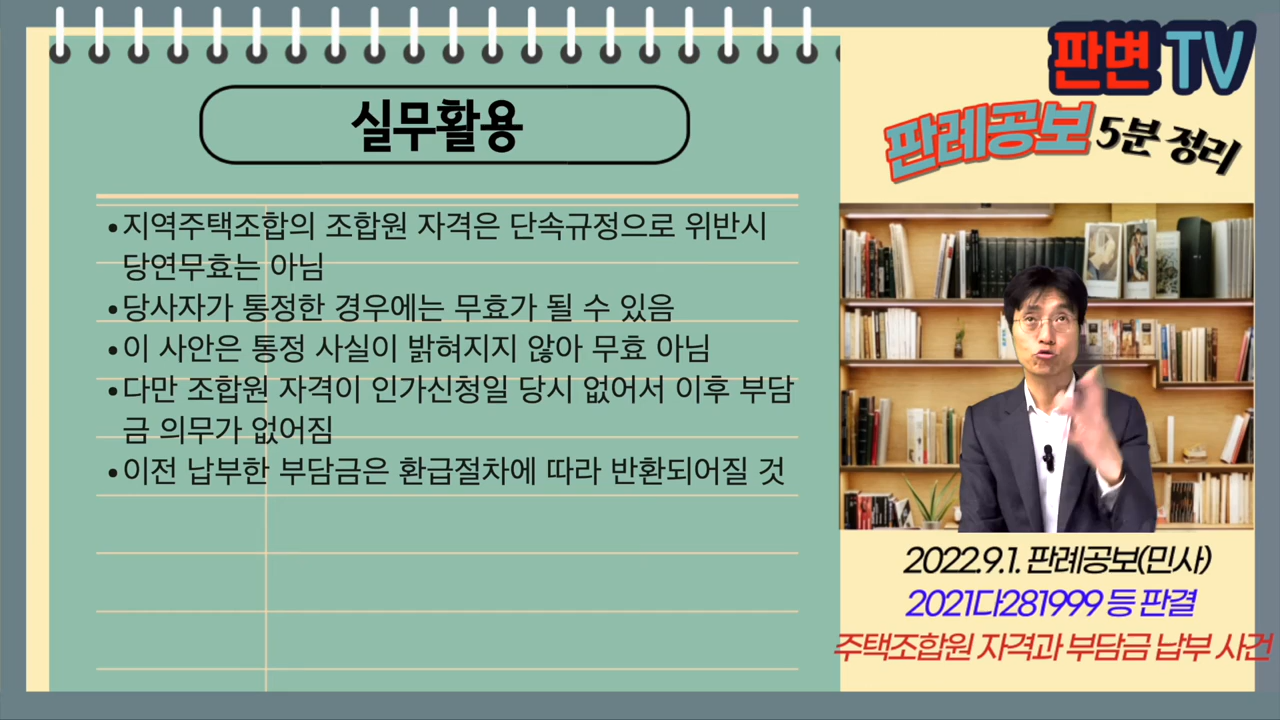 판변 TV
판례공보 5분 정리
실무활용
•지역주택조합의 조합원 자격은 단속규정으로 위반시
당연무효는 아님
•당사자가 통정한 경우에는 무효가 될 수 있음
•이 사안은 통정 사실이 밝혀지지 않아 무효 아님
•다만 조합원 자격이 인가신청일 당시 없어서 이후 부담
금 의무가 없어짐
•이전 납부한 부담금은 환급절차에 따라 반환되어질 것
2022.9.1. 판례공보(민사)
2021다281999 등 판결
주택조합원 자격과 부담금 납부 사건